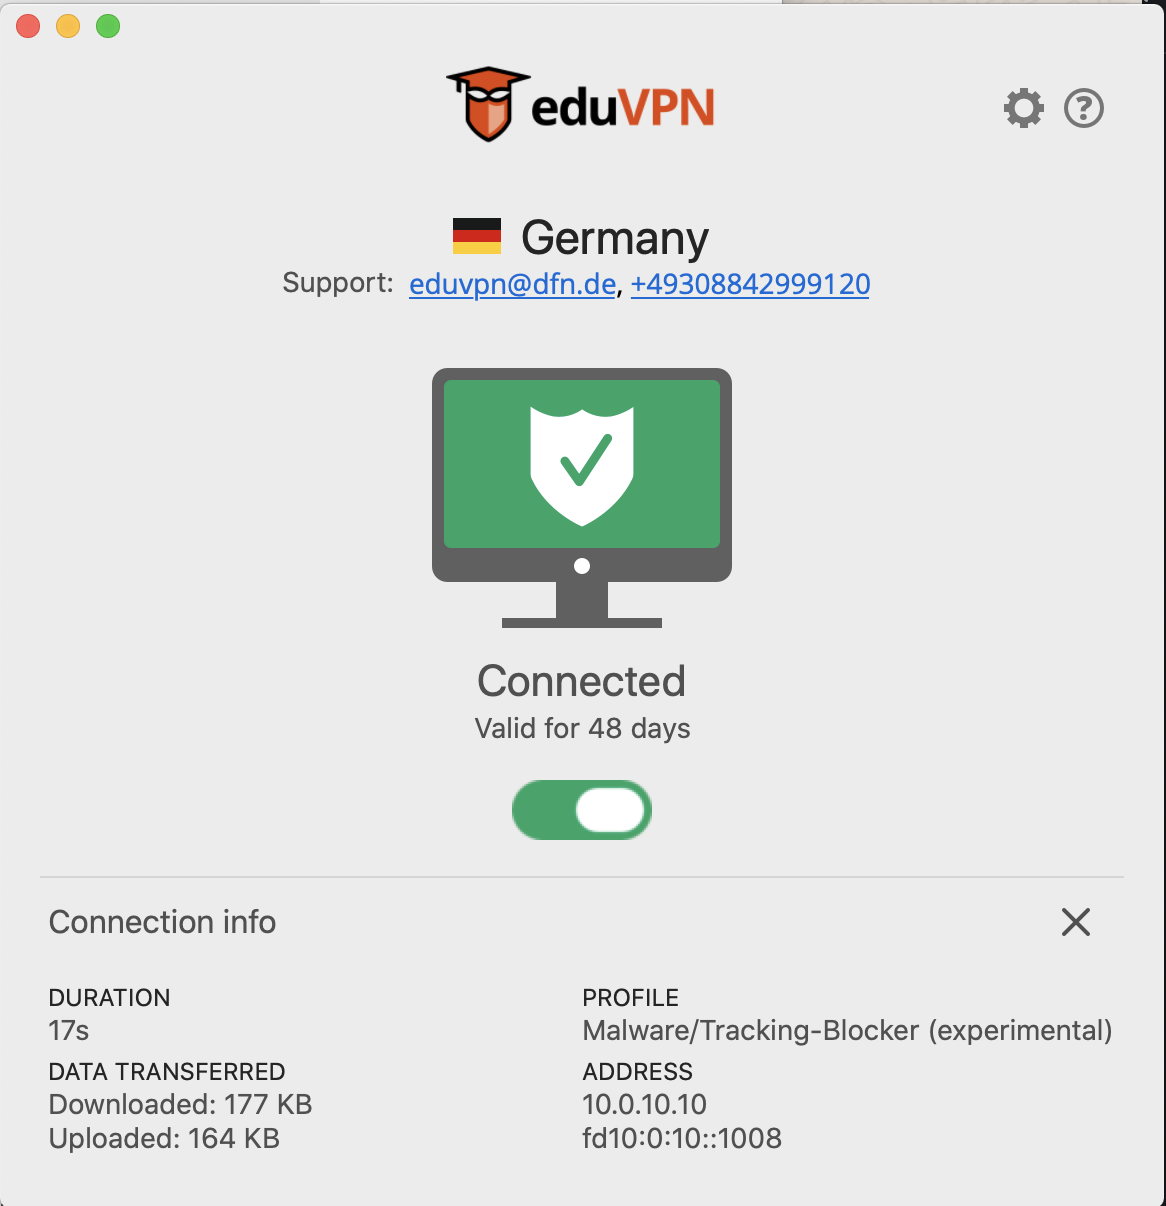 eduVPN
Germany
Support: eduvpn@dfn.de, +49308842999120
Connected
Valid for 48 days
Connection info
DURATION
17s
DATA TRANSFERRED
Downloaded: 177 KB
Uploaded: 164 KB
PROFILE
Malware/Tracking-Blocker (experimental)
ADDRESS
10.0.10.10
fd10:0:10::1008